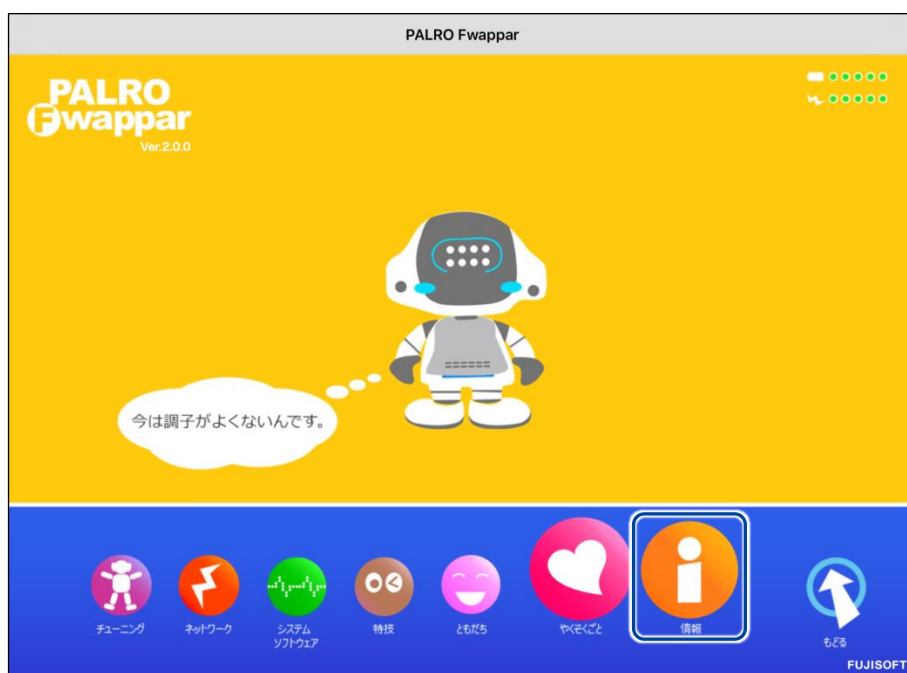 PALRO Fwappar
PALRO
Fwappar
Ver.2.0.0
今は調子がよくないんです。
チューニング
ネットワーク
システム
ソフトウェア
特技
ともだち
やくそくごと
情報
もどる
FUJISOFT